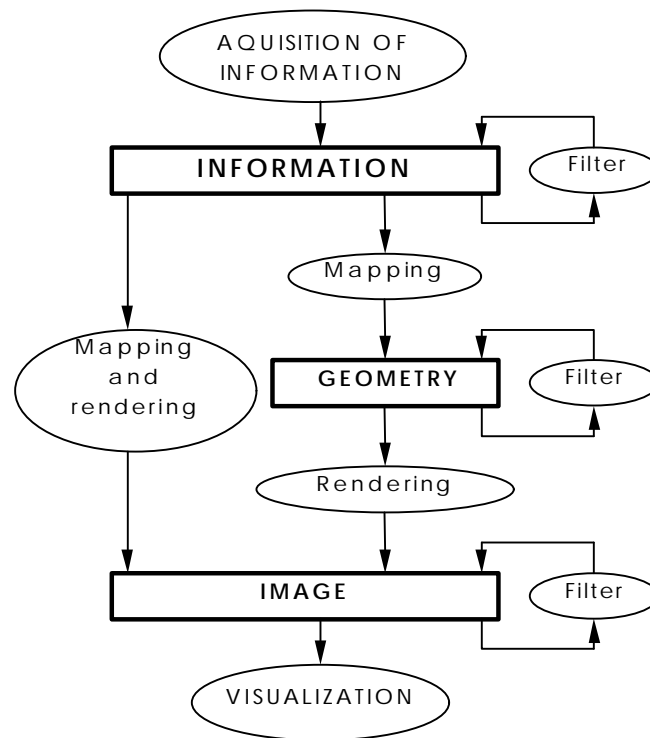 AQUISITION OF
INFORMATION
INFORMATION
Filter
Mapping
Mapping
and
rendering
GEOMETRY
Filter
Rendering
IMAGE
Filter
VISUALIZATION